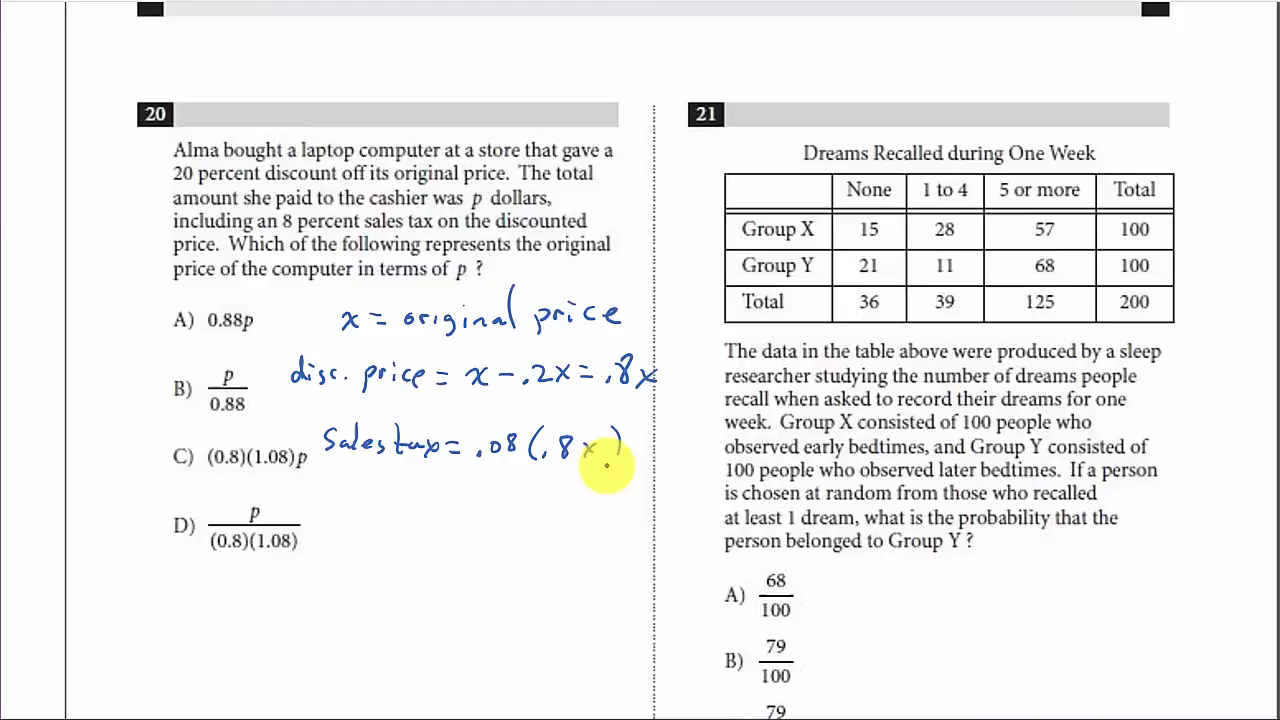 20
Alma bought a laptop computer at a store that gave a
20 percent discount off its original price. The total
amount she paid to the cashier was p dollars,
including an 8 percent sales tax on the discounted
price. Which of the following represents the original
price of the computer in terms of p ?
A) 0.88p
x = original price
B) p
0.88
disc. price = x - .2x = .8x
C) (0.8)(1.08)p
Sales tax = .08 (.8x)
D) p
(0.8)(1.08)
21
Dreams Recalled during One Week
None 1 to 4 5 or more Total
Group X 15 28 57 100
Group Y 21 11 68 100
Total 36 39 125 200
The data in the table above were produced by a sleep
researcher studying the number of dreams people
recall when asked to record their dreams for one
week. Group X consisted of 100 people who
observed early bedtimes, and Group Y consisted of
100 people who observed later bedtimes. If a person
is chosen at random from those who recalled
at least 1 dream, what is the probability that the
person belonged to Group Y ?
A) 68
100
B) 79
100
79